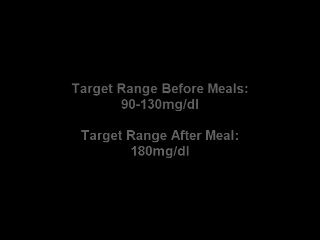 Target Range Before Meals:
90-130mg/dl
Target Range After Meal:
180mg/dl